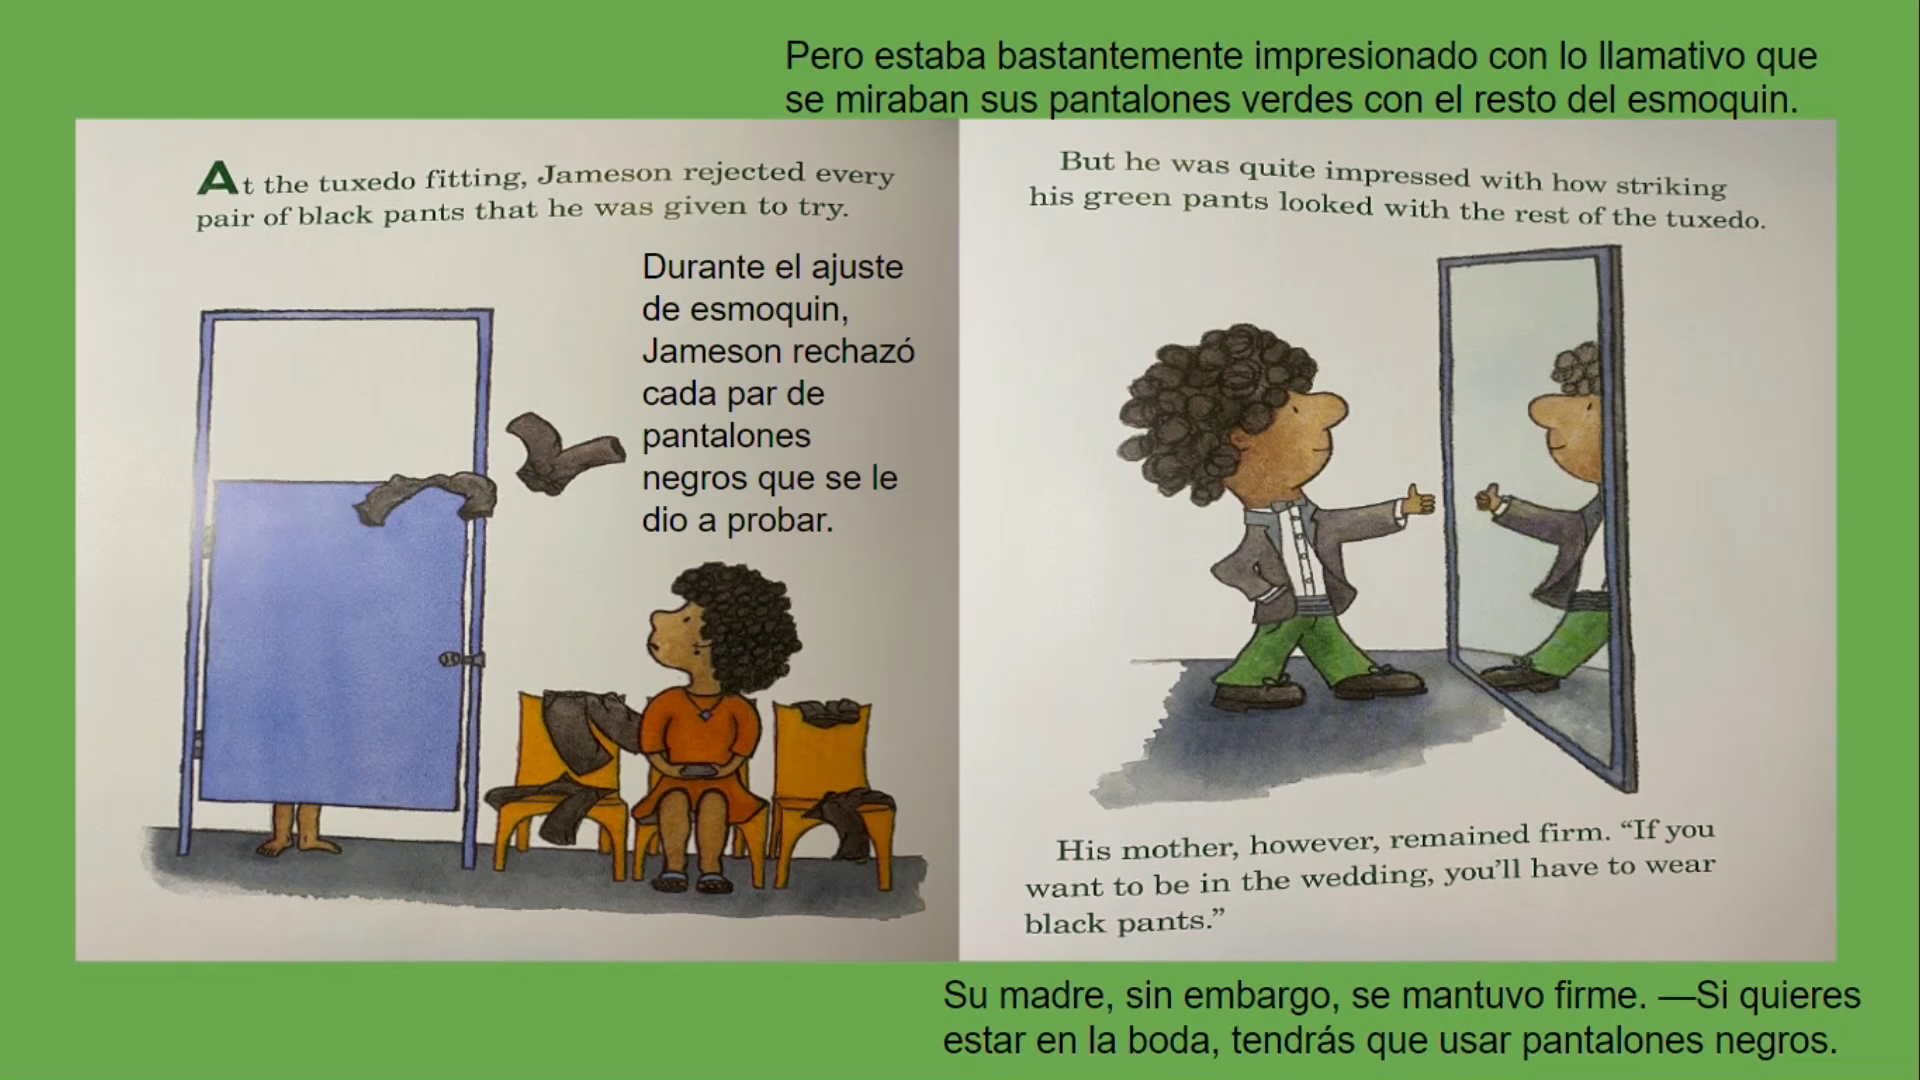 Pero estaba bastantemente impresionado con lo llamativo que
se miraban sus pantalones verdes con el resto del esmoquin.
At the tuxedo fitting, Jameson rejected every
pair of black pants that he was given to try.
Durante el ajuste
de esmoquin,
Jameson rechazó
cada par de
pantalones
negros que se le
dio a probar.
But he was quite impressed with how striking
his green pants looked with the rest of the tuxedo.
His mother, however, remained firm. “If you
want to be in the wedding, you’ll have to wear
black pants.”
Su madre, sin embargo, se mantuvo firme. —Si quieres
estar en la boda, tendrás que usar pantalones negros.